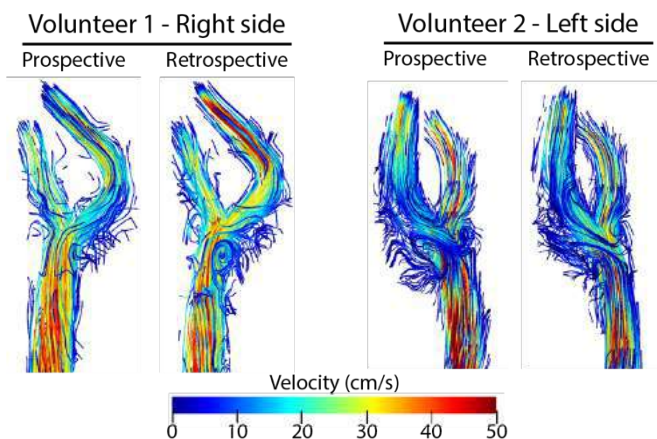 Volunteer 1 - Right side
Prospective
Retrospective
Volunteer 2 - Left side
Prospective
Retrospective
Velocity (cm/s)
0 10 20 30 40 50